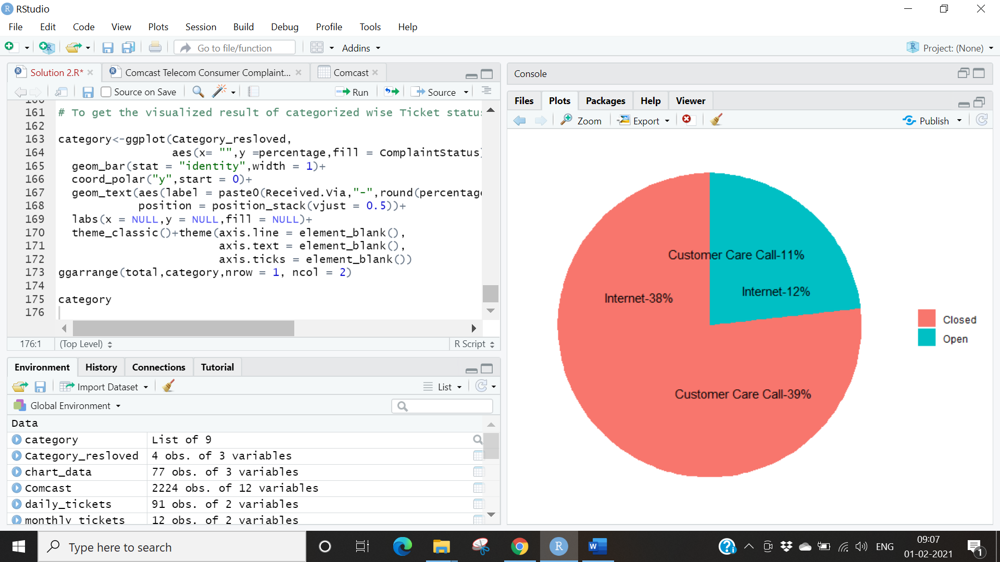 RStudio
File Edit Code View Plots Session Build Debug Profile Tools Help
Go to file/function Addins Project: (None)
Solution 2.R* Comcast Telecom Consumer Complaint... Comcast
Source on Save Run Source
161 # To get the visualized result of categorized wise Ticket status
162
163 category<-ggplot(Category_resloved,
164 aes(x= "",y =percentage,fill = ComplaintStatus)
165 geom_bar(stat = "identity",width = 1)+
166 coord_polar("y",start = 0)+
167 geom_text(aes(label = paste0(Received.Via,"-",round(percentage
168 position = position_stack(vjust = 0.5))+
169 labs(x = NULL,y = NULL,fill = NULL)+
170 theme_classic()+theme(axis.line = element_blank(),
171 axis.text = element_blank(),
172 axis.ticks = element_blank())
173 ggarrange(total,category,nrow = 1, ncol = 2)
174
175 category
176
176:1 (Top Level) R Script
Environment History Connections Tutorial
Import Dataset List
Global Environment
Data
category List of 9
Category_resloved 4 obs. of 3 variables
chart_data 77 obs. of 3 variables
Comcast 2224 obs. of 12 variables
daily_tickets 91 obs. of 2 variables
monthly_tickets 12 obs. of 2 variables
Console
Files Plots Packages Help Viewer
Zoom Export Publish
Customer Care Call-11%
Internet-12%
Internet-38%
Customer Care Call-39%
Closed
Open
Type here to search
ENG
09:07
01-02-2021
1